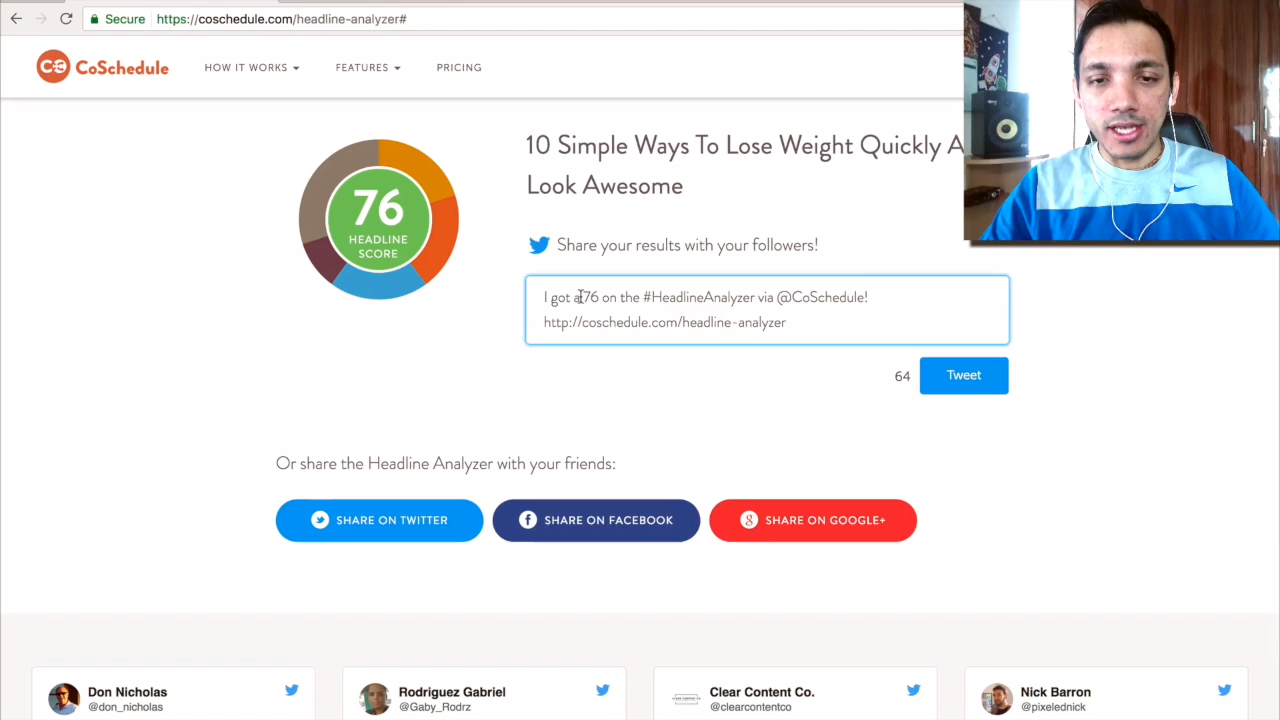 Secure https://coschedule.com/headline-analyzer#
CoSchedule HOW IT WORKS FEATURES PRICING
10 Simple Ways To Lose Weight Quickly A
Look Awesome
76
HEADLINE
SCORE
Share your results with your followers!
I got a 76 on the #HeadlineAnalyzer via @CoSchedule!
http://coschedule.com/headline-analyzer
64 Tweet
Or share the Headline Analyzer with your friends:
SHARE ON TWITTER SHARE ON FACEBOOK SHARE ON GOOGLE+
Don Nicholas Rodriguez Gabriel Clear Content Co. Nick Barron
@don_nicholas @Gaby_Rodrz @clearcontentco @pixelednick